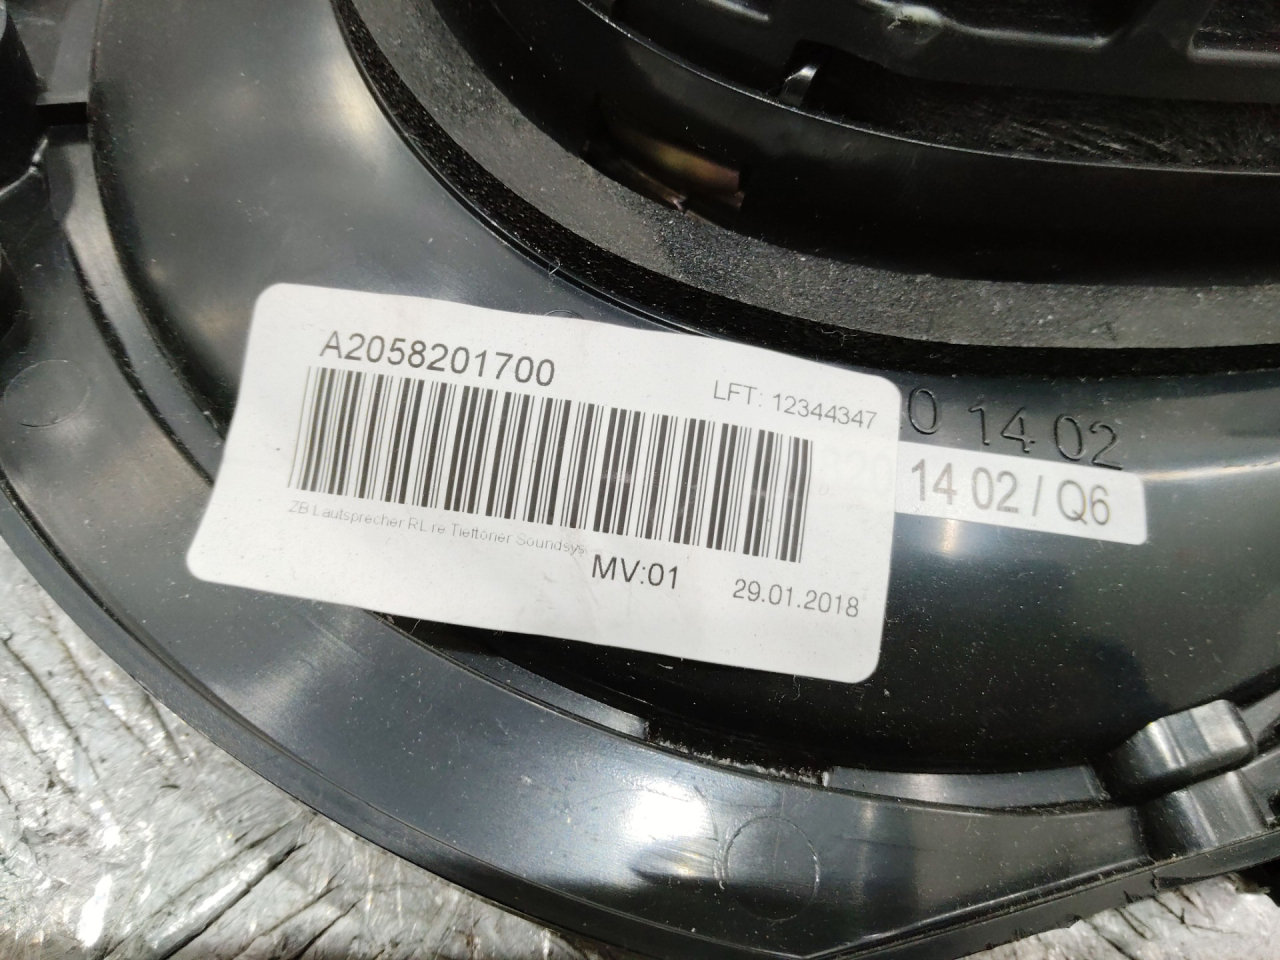 A2058201700
LFT: 12344347
ZB Lautsprecher RL re Tieftöner Soundsys
MV:01
29.01.2018
0 14 02
14 02 / Q6